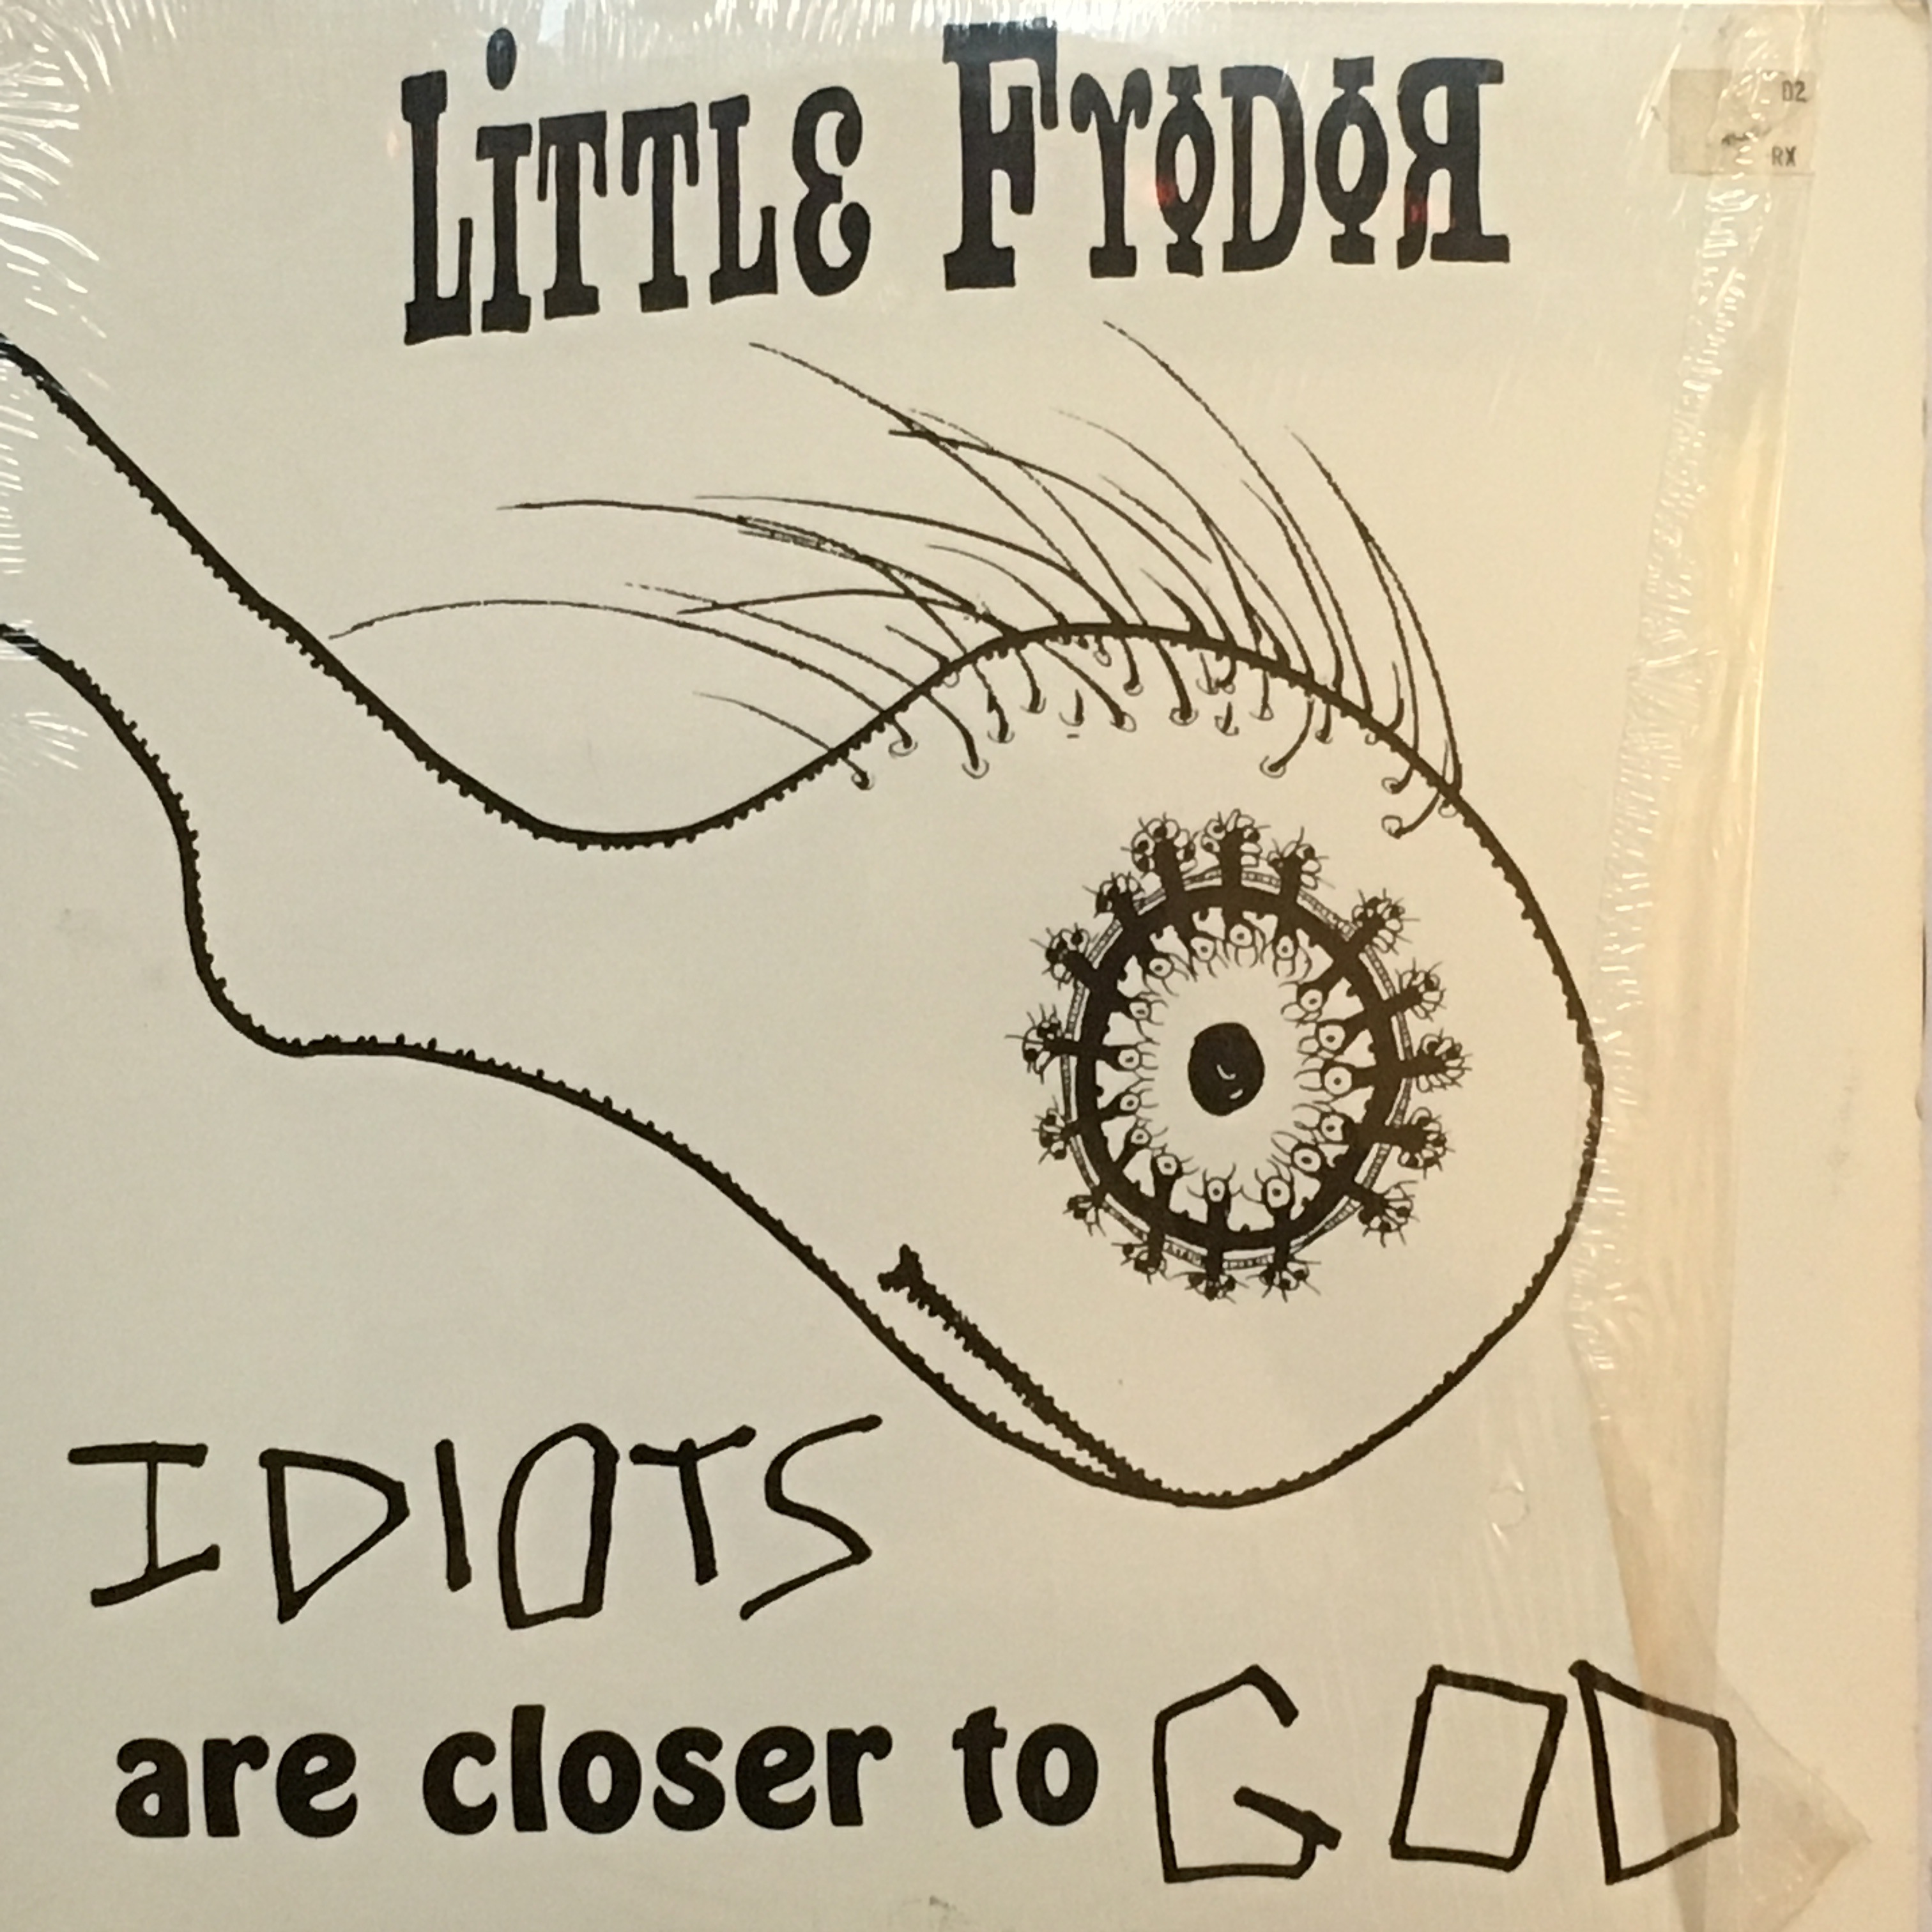 LiTTLE FYODOR
D2
RX
IDIOTS
are closer to GOD